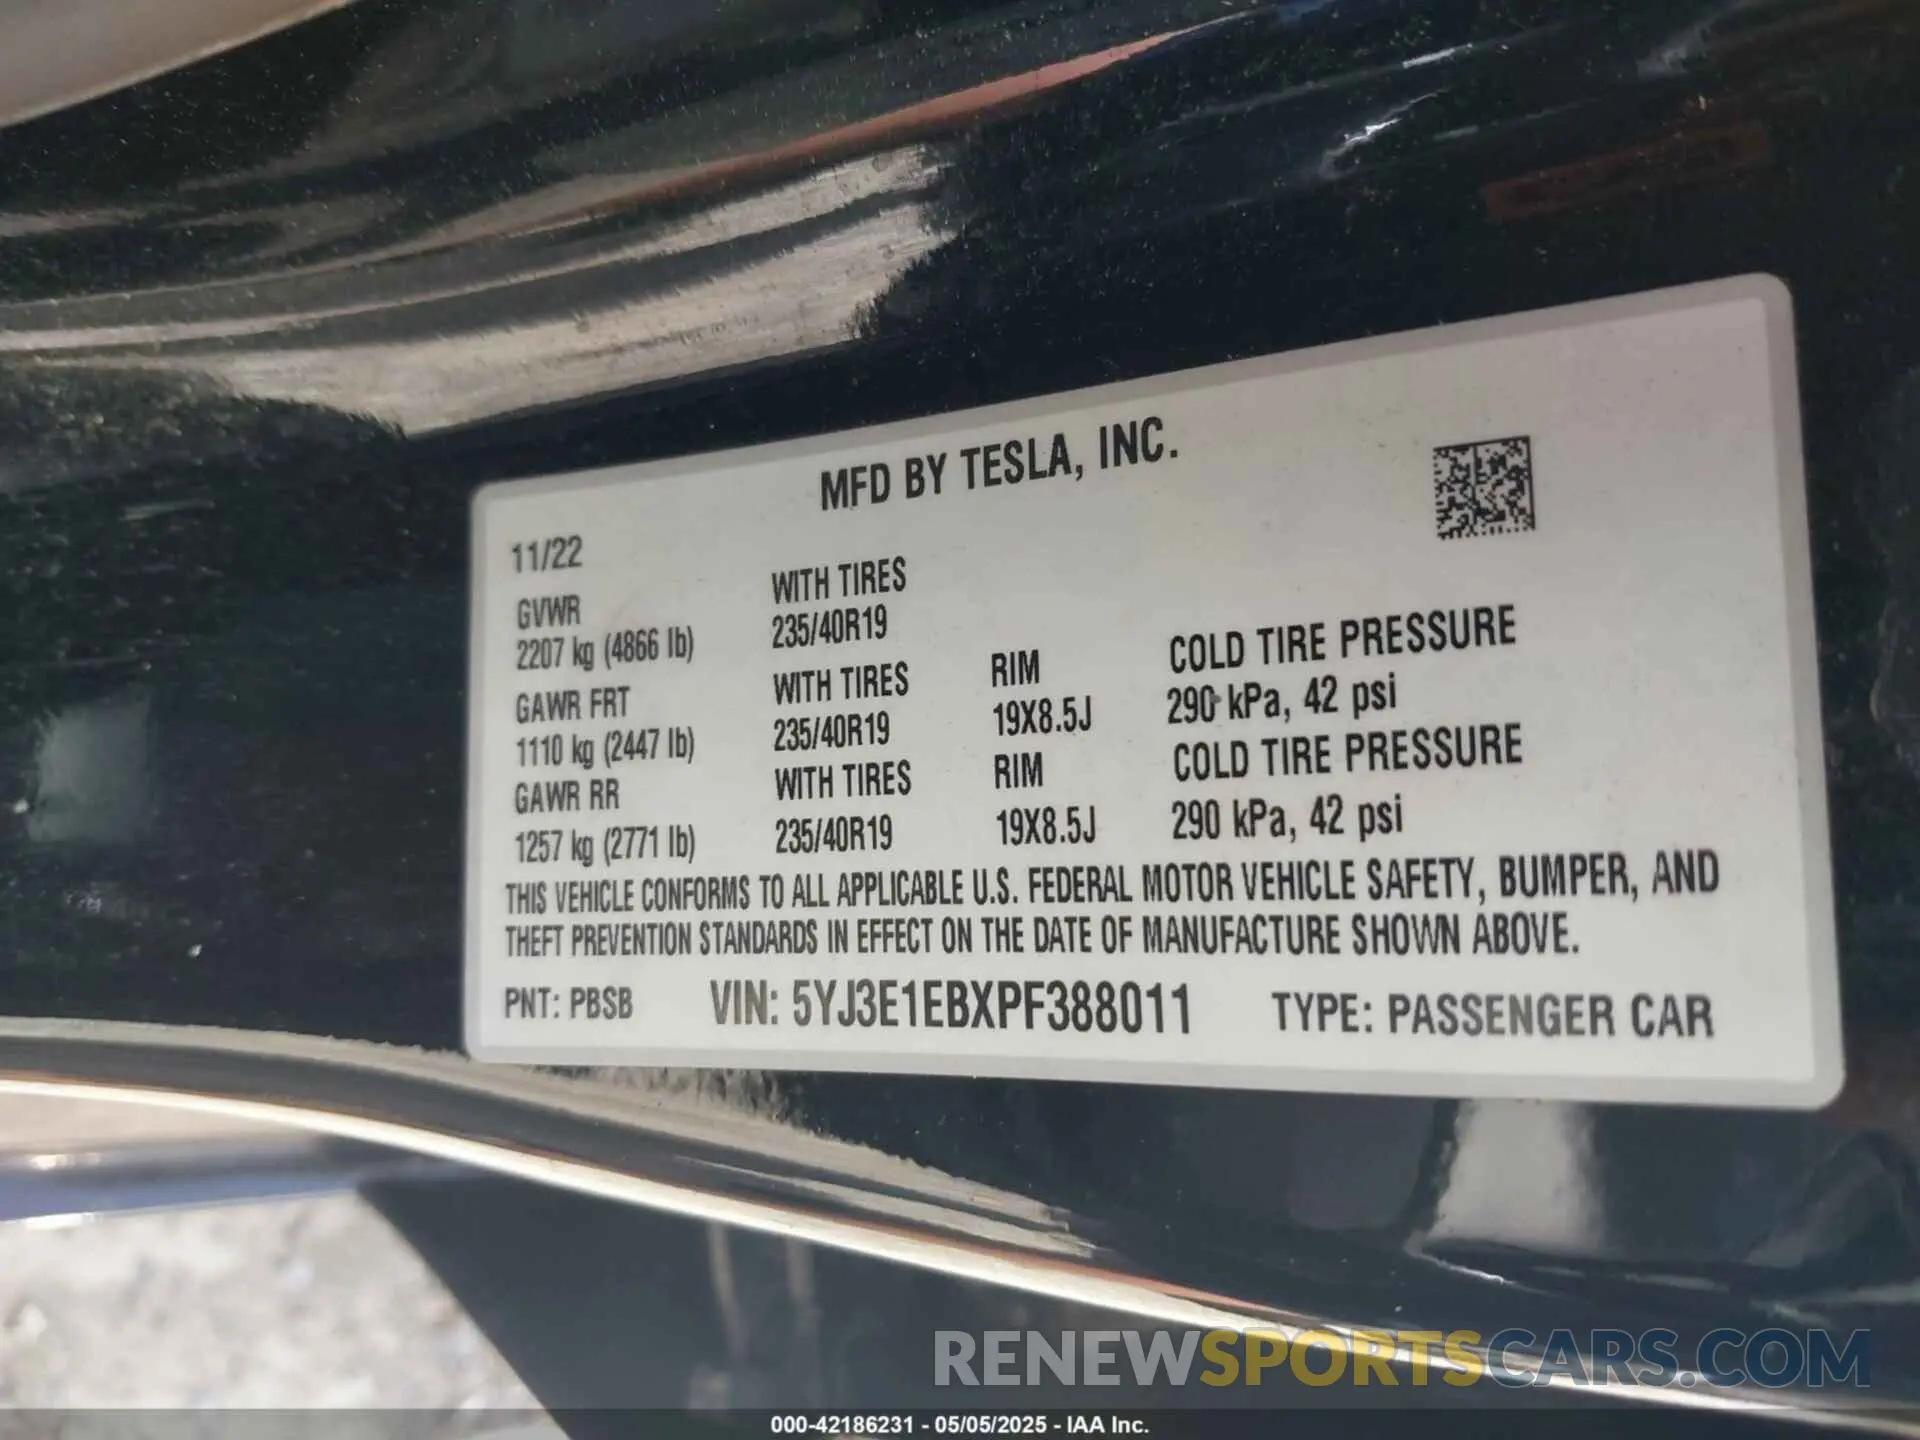 MFD BY TESLA, INC.
11/22
GVWR
2207 kg (4866 lb)
WITH TIRES
235/40R19
GAWR FRT
1110 kg (2447 lb)
WITH TIRES
235/40R19
RIM
19X8.5J
COLD TIRE PRESSURE
290 kPa, 42 psi
GAWR RR
1257 kg (2771 lb)
WITH TIRES
235/40R19
RIM
19X8.5J
COLD TIRE PRESSURE
290 kPa, 42 psi
THIS VEHICLE CONFORMS TO ALL APPLICABLE U.S. FEDERAL MOTOR VEHICLE SAFETY, BUMPER, AND
THEFT PREVENTION STANDARDS IN EFFECT ON THE DATE OF MANUFACTURE SHOWN ABOVE.
PNT: PBSB VIN: 5YJ3E1EBXPF388011 TYPE: PASSENGER CAR
RENEWSPORTSCARS.COM
000-42186231 - 05/05/2025 - IAA Inc.